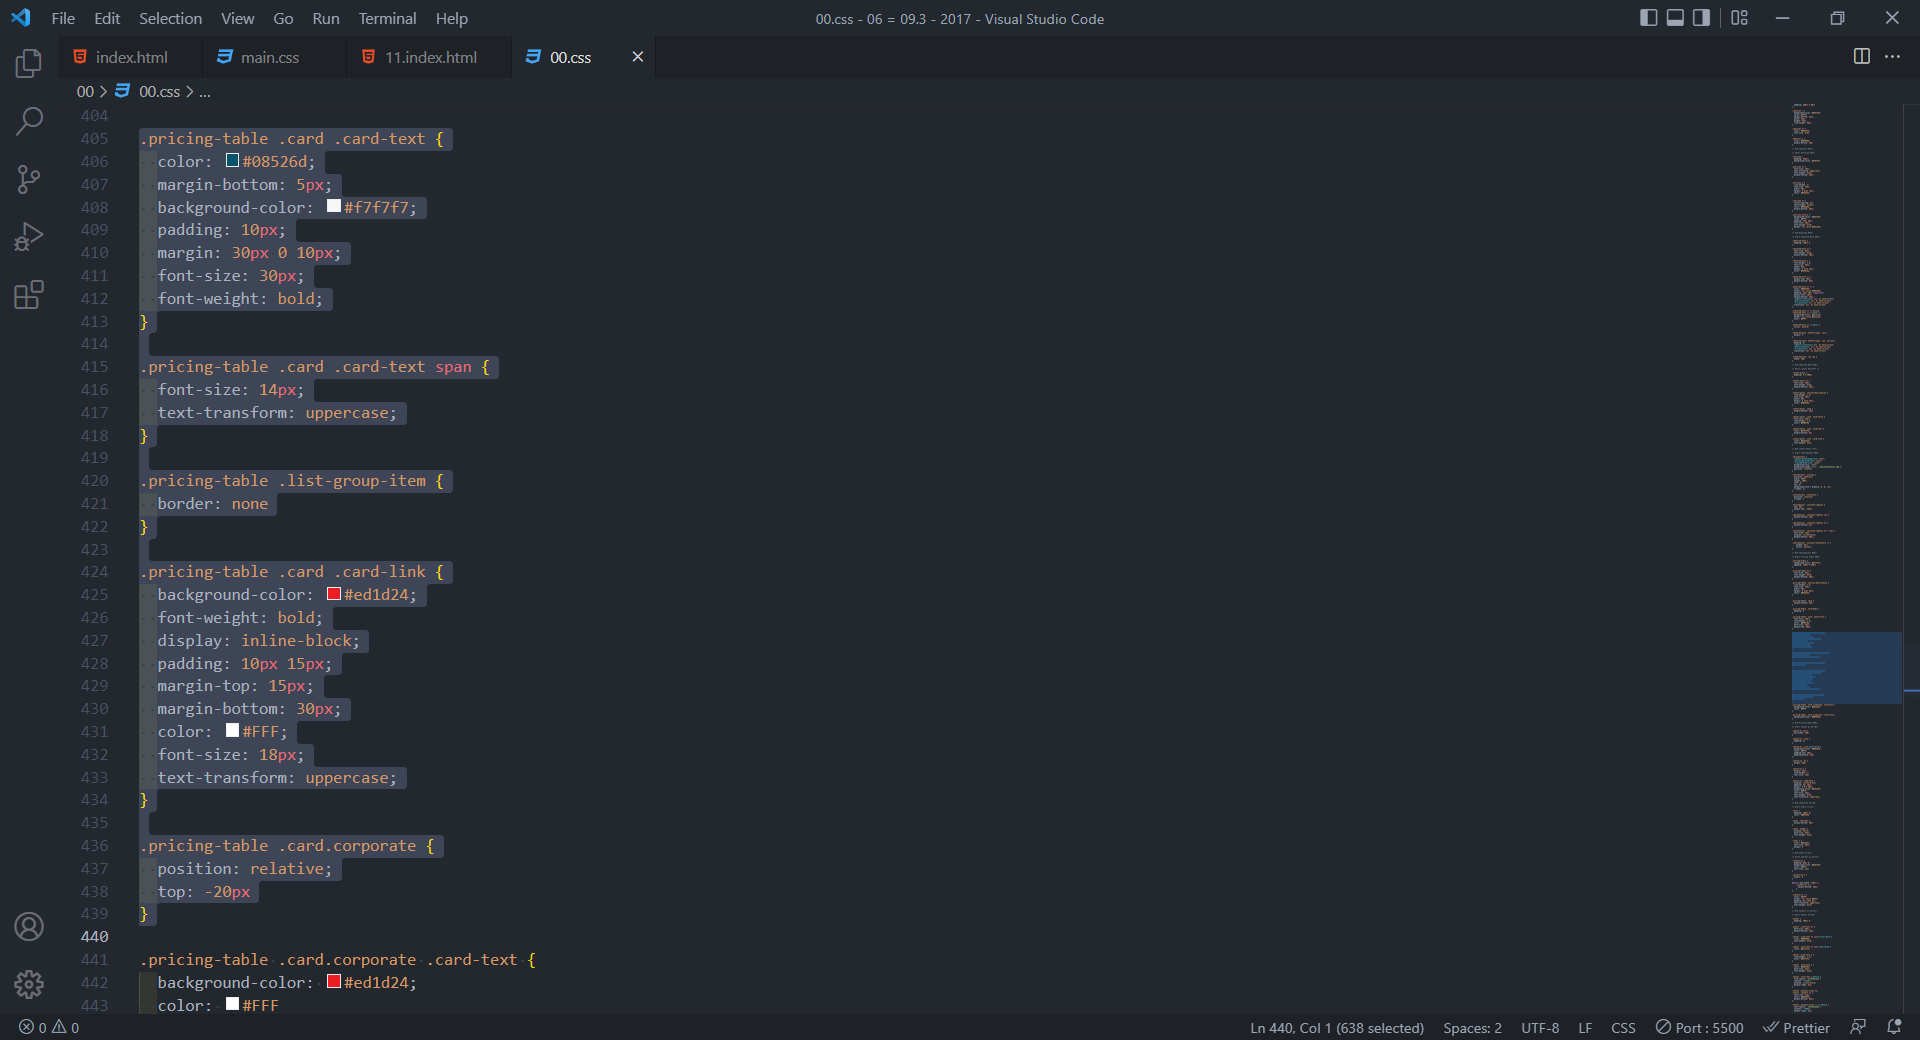 File Edit Selection View Go Run Terminal Help
00.css - 06 = 09.3 - 2017 - Visual Studio Code
index.html main.css 11.index.html 00.css
00 > 00.css > ...
404
405 .pricing-table .card .card-text {
406 color: #08526d;
407 margin-bottom: 5px;
408 background-color: #f7f7f7;
409 padding: 10px;
410 margin: 30px 0 10px;
411 font-size: 30px;
412 font-weight: bold;
413 }
414
415 .pricing-table .card .card-text span {
416 font-size: 14px;
417 text-transform: uppercase;
418 }
419
420 .pricing-table .list-group-item {
421 border: none
422 }
423
424 .pricing-table .card .card-link {
425 background-color: #ed1d24;
426 font-weight: bold;
427 display: inline-block;
428 padding: 10px 15px;
429 margin-top: 15px;
430 margin-bottom: 30px;
431 color: #FFF;
432 font-size: 18px;
433 text-transform: uppercase;
434 }
435
436 .pricing-table .card.corporate {
437 position: relative;
438 top: -20px
439 }
440
441 .pricing-table .card.corporate .card-text {
442 background-color: #ed1d24;
443 color: #FFF
0 0 Ln 440, Col 1 (638 selected) Spaces: 2 UTF-8 LF CSS Port : 5500 Prettier